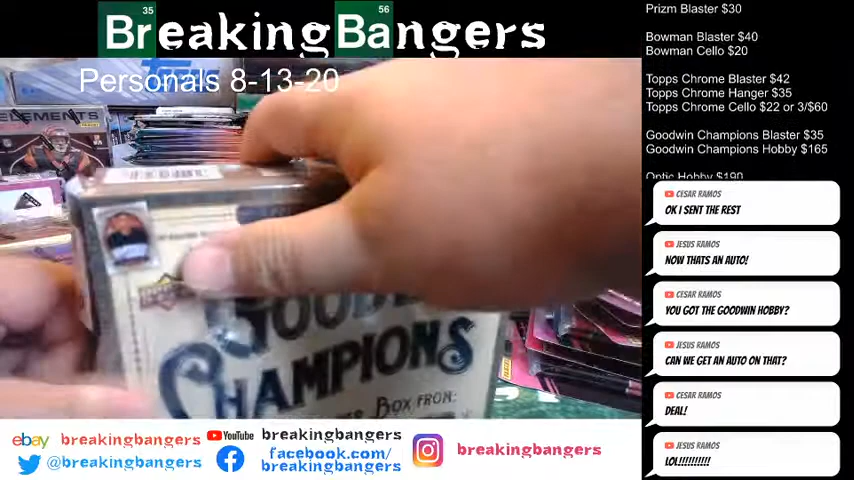 35
56
BreakingBangers
Personals 8-13-20
ELEMENTS
GOOD
CHAMPIONS
BOX FROM:
Prizm Blaster $30
Bowman Blaster $40
Bowman Cello $20
Topps Chrome Blaster $42
Topps Chrome Hanger $35
Topps Chrome Cello $22 or 3/$60
Goodwin Champions Blaster $35
Goodwin Champions Hobby $165
Optic Hobby $190
CESAR RAMOS
OK I SENT THE REST
JESUS RAMOS
NOW THATS AN AUTO!
CESAR RAMOS
YOU GOT THE GOODWIN HOBBY?
JESUS RAMOS
CAN WE GET AN AUTO ON THAT?
CESAR RAMOS
DEAL!
JESUS RAMOS
LOL!!!!!!!!!!
ebay breakingbangers
YouTube breakingbangers
@breakingbangers
facebook.com/
breakingbangers
breakingbangers